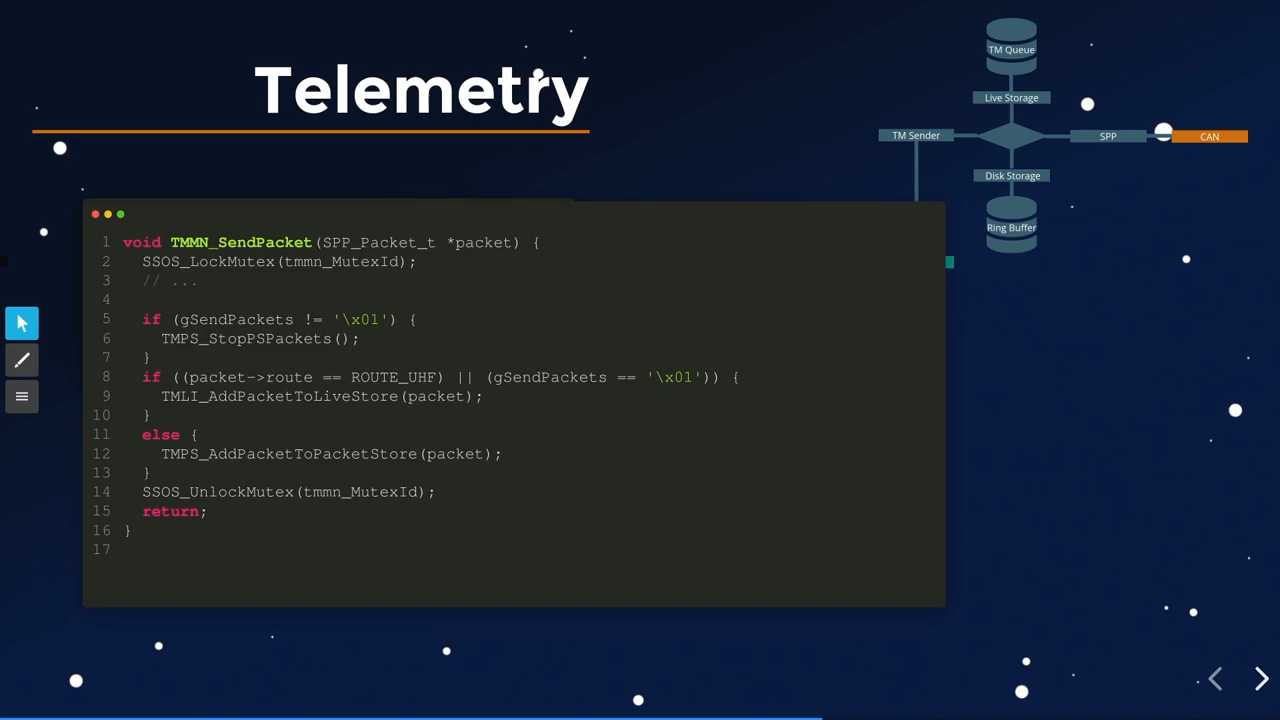 Telemetry
TM Queue
Live Storage
TM Sender
SPP
CAN
Disk Storage
Ring Buffer
1 void TMMN_SendPacket(SPP_Packet_t *packet) {
2   SSOS_LockMutex(tmmn_MutexId);
3   // ...
4
5   if (gSendPackets != '\x01') {
6     TMPS_StopPSPackets();
7   }
8   if ((packet->route == ROUTE_UHF) || (gSendPackets == '\x01')) {
9     TMLI_AddPacketToLiveStore(packet);
10   }
11   else {
12     TMPS_AddPacketToPacketStore(packet);
13   }
14   SSOS_UnlockMutex(tmmn_MutexId);
15   return;
16 }
17